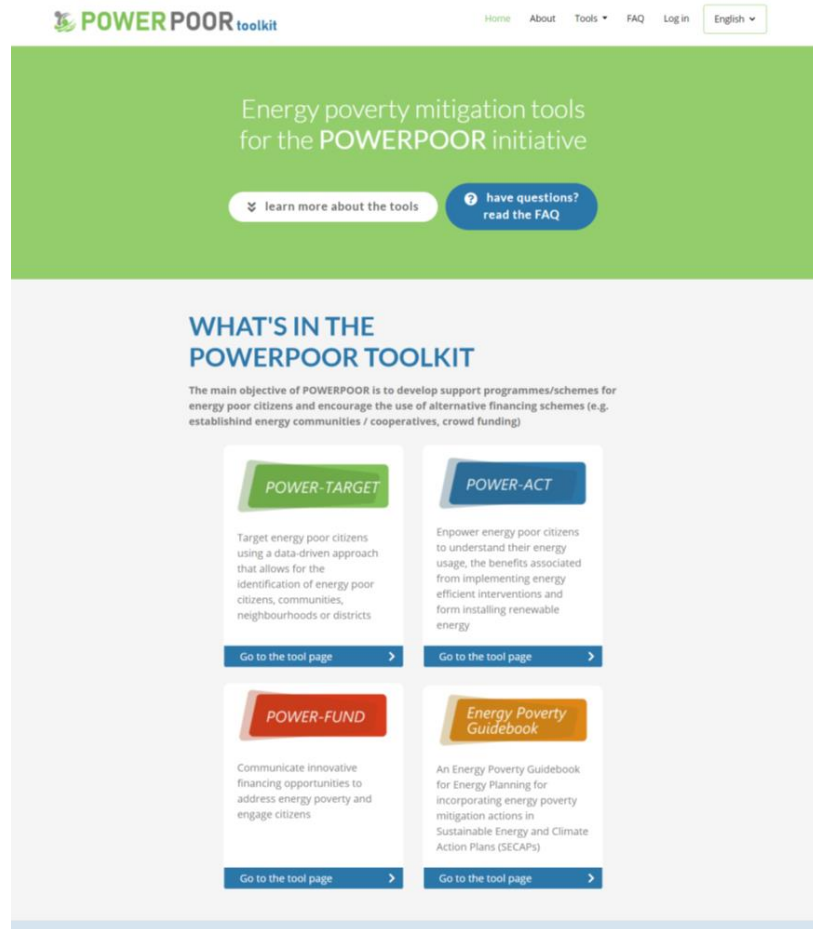 POWERPOOR toolkit
Home About Tools FAQ Log in English
Energy poverty mitigation tools
for the POWERPOOR initiative
learn more about the tools
have questions?
read the FAQ
WHAT'S IN THE
POWERPOOR TOOLKIT
The main objective of POWERPOOR is to develop support programmes/schemes for
energy poor citizens and encourage the use of alternative financing schemes (e.g.
establishind energy communities / cooperatives, crowd funding)
POWER-TARGET
Target energy poor citizens
using a data-driven approach
that allows for the
identification of energy poor
citizens, communities,
neighbourhoods or districts
Go to the tool page
POWER-ACT
Enpower energy poor citizens
to understand their energy
usage, the benefits associated
from implementing energy
efficient interventions and
form installing renewable
energy
Go to the tool page
POWER-FUND
Communicate innovative
financing opportunities to
address energy poverty and
engage citizens
Go to the tool page
Energy Poverty
Guidebook
An Energy Poverty Guidebook
for Energy Planning for
incorporating energy poverty
mitigation actions in
Sustainable Energy and Climate
Action Plans (SECAPs)
Go to the tool page